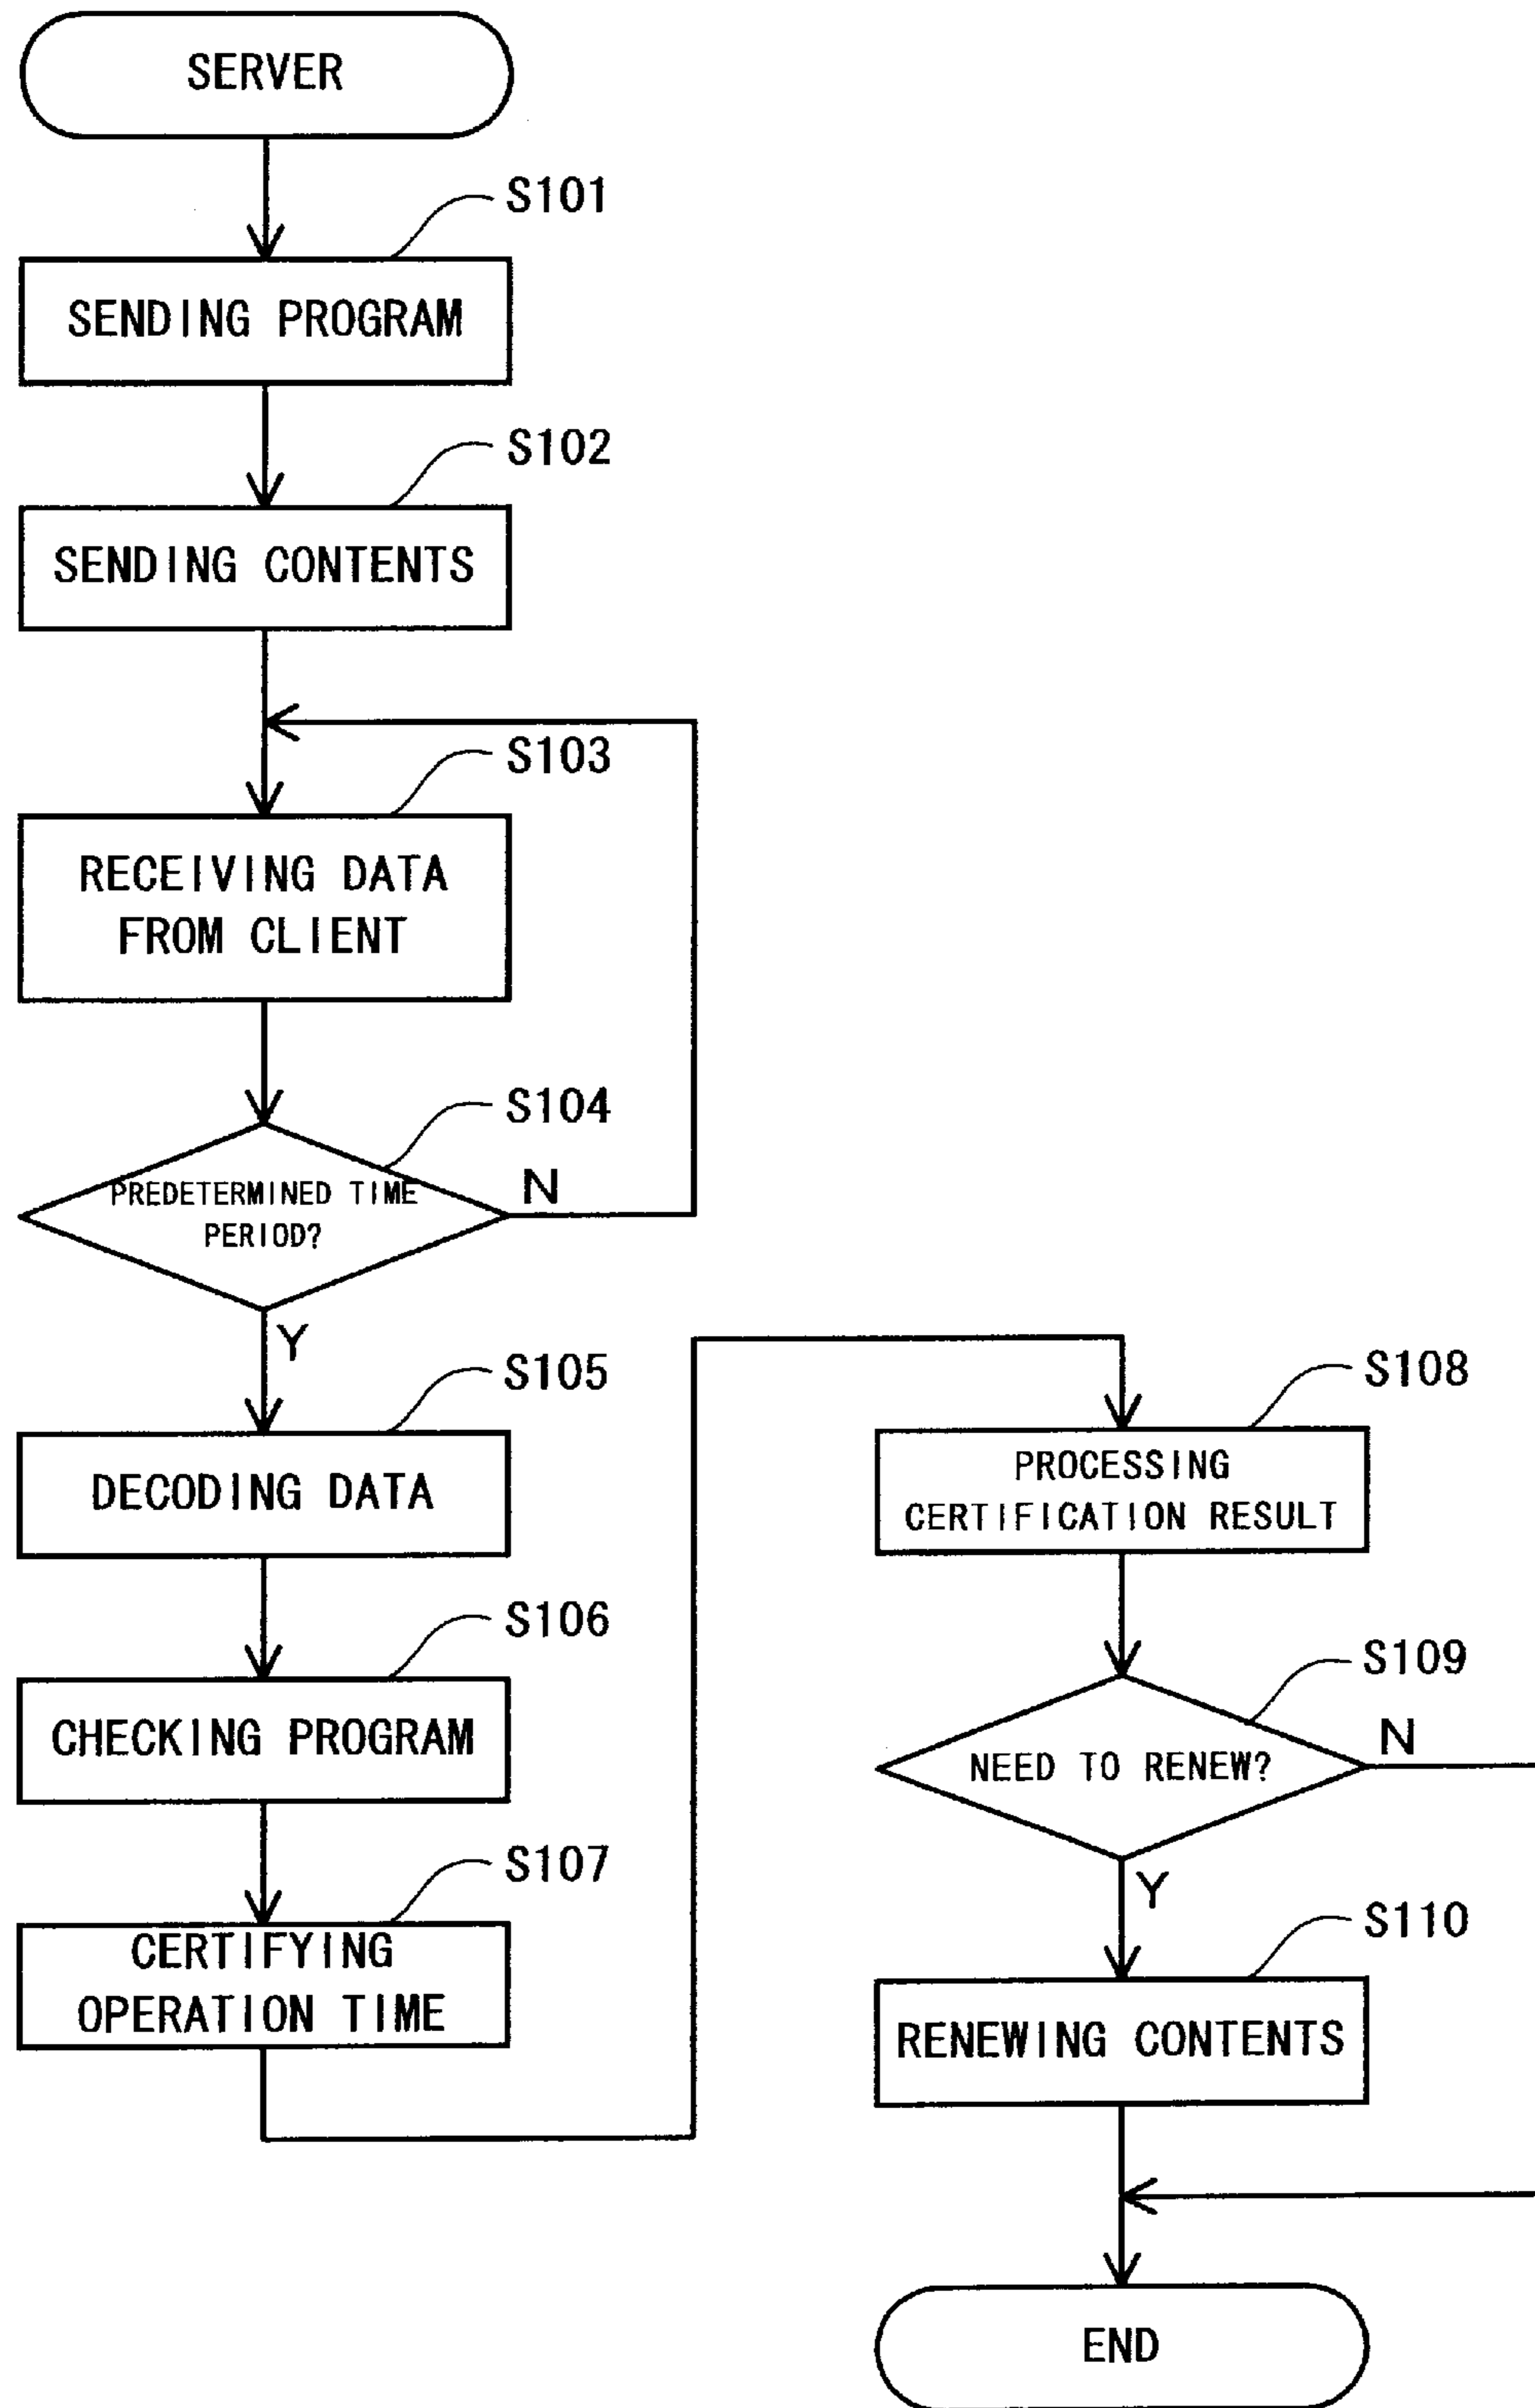 SERVER
S101
SENDING PROGRAM
S102
SENDING CONTENTS
S103
RECEIVING DATA
FROM CLIENT
S104
PREDETERMINED TIME
PERIOD?
N
Y
S105
DECODING DATA
S106
CHECKING PROGRAM
S107
CERTIFYING
OPERATION TIME
S108
PROCESSING
CERTIFICATION RESULT
S109
NEED TO RENEW?
N
Y
S110
RENEWING CONTENTS
END